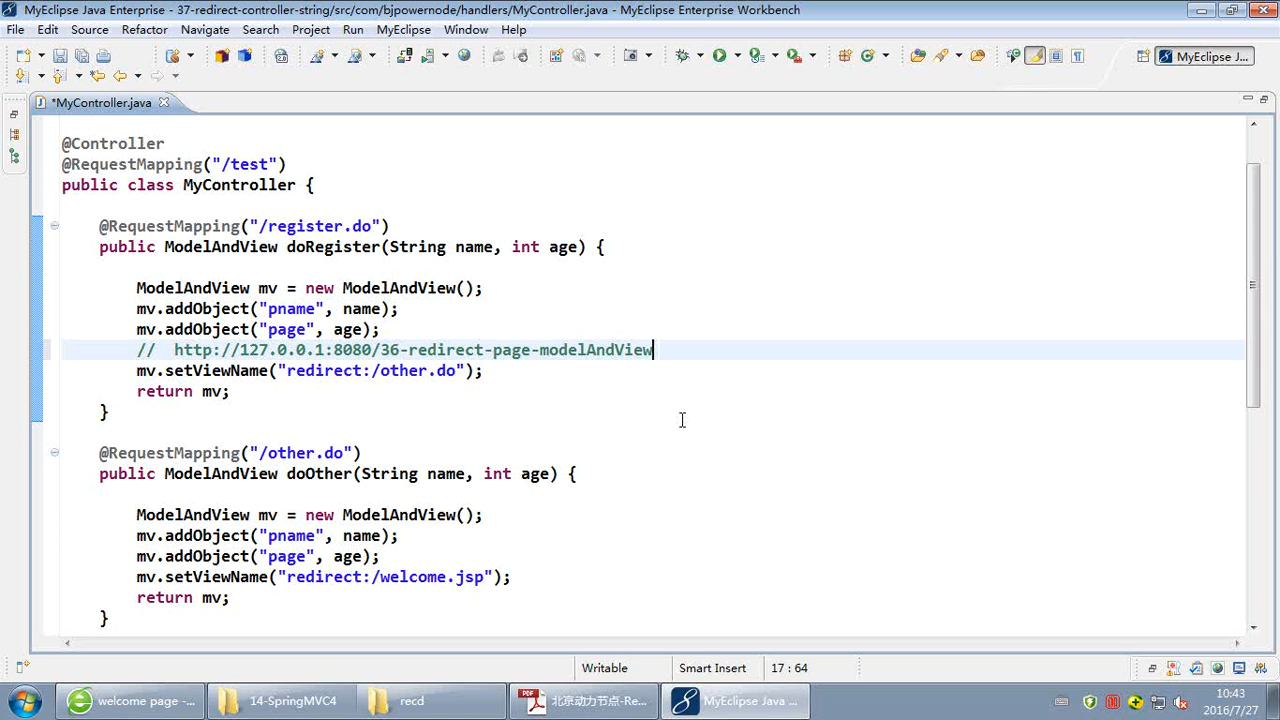 MyEclipse Java Enterprise - 37-redirect-controller-string/src/com/bjpowernode/handlers/MyController.java - MyEclipse Enterprise Workbench
File Edit Source Refactor Navigate Search Project Run MyEclipse Window Help
MyEclipse J...
*MyController.java
@Controller
@RequestMapping("/test")
public class MyController {
@RequestMapping("/register.do")
public ModelAndView doRegister(String name, int age) {
ModelAndView mv = new ModelAndView();
mv.addObject("pname", name);
mv.addObject("page", age);
// http://127.0.0.1:8080/36-redirect-page-modelAndView
mv.setViewName("redirect:/other.do");
return mv;
}
@RequestMapping("/other.do")
public ModelAndView doOther(String name, int age) {
ModelAndView mv = new ModelAndView();
mv.addObject("pname", name);
mv.addObject("page", age);
mv.setViewName("redirect:/welcome.jsp");
return mv;
}
Writable Smart Insert 17 : 64
welcome page -... 14-SpringMVC4 recd 北京动力节点-Re... MyEclipse Java ... 10:43
2016/7/27